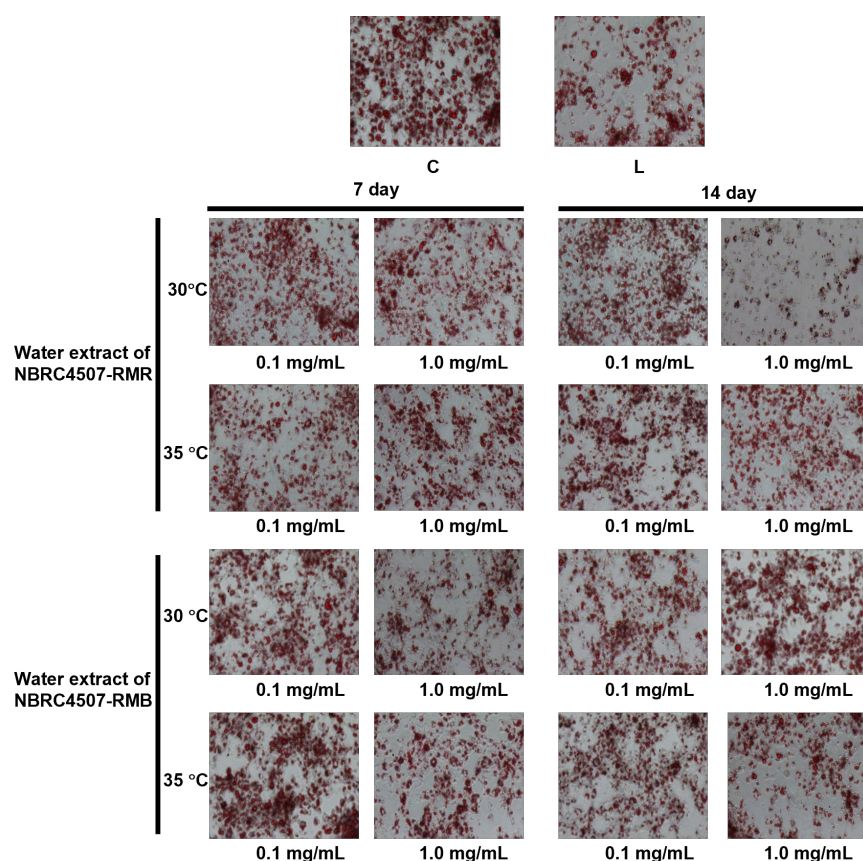 C
L
7 day
14 day
Water extract of
NBRC4507-RMR
30°C
0.1 mg/mL
1.0 mg/mL
0.1 mg/mL
1.0 mg/mL
35 °C
0.1 mg/mL
1.0 mg/mL
0.1 mg/mL
1.0 mg/mL
Water extract of
NBRC4507-RMB
30 °C
0.1 mg/mL
1.0 mg/mL
0.1 mg/mL
1.0 mg/mL
35 °C
0.1 mg/mL
1.0 mg/mL
0.1 mg/mL
1.0 mg/mL